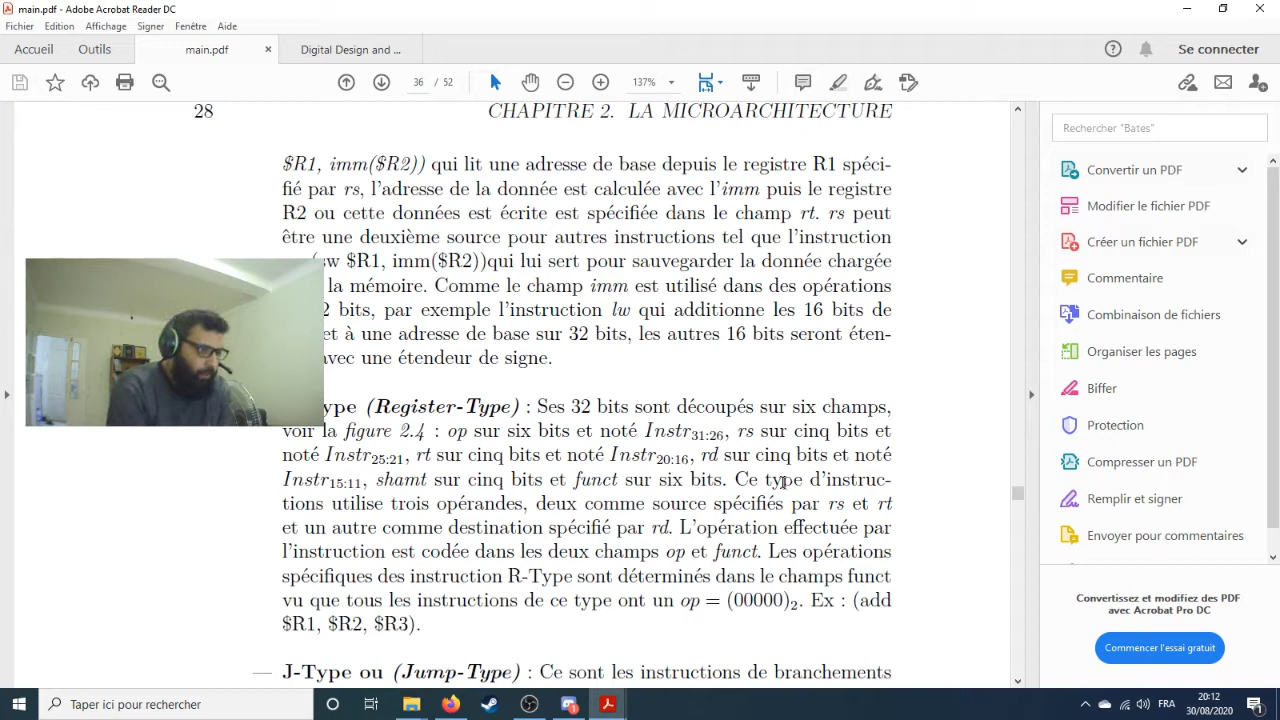 main.pdf - Adobe Acrobat Reader DC
Fichier Edition Affichage Signer Fenêtre Aide
Accueil Outils main.pdf × Digital Design and ... Se connecter
36 / 52 137%
28 CHAPITRE 2. LA MICROARCHITECTURE
$R1, imm($R2)) qui lit une adresse de base depuis le registre R1 spéci-
fié par rs, l'adresse de la donnée est calculée avec l'imm puis le registre
R2 ou cette données est écrite est spécifiée dans le champ rt. rs peut
être une deuxième source pour autres instructions tel que l'instruction
sw $R1, imm($R2))qui lui sert pour sauvegarder la donnée chargée
la mémoire. Comme le champ imm est utilisé dans des opérations
2 bits, par exemple l'instruction lw qui additionne les 16 bits de
et à une adresse de base sur 32 bits, les autres 16 bits seront éten-
avec une étendeur de signe.
ype (Register-Type) : Ses 32 bits sont découpés sur six champs,
voir la figure 2.4 : op sur six bits et noté Instr31:26, rs sur cinq bits et
noté Instr25:21, rt sur cinq bits et noté Instr20:16, rd sur cinq bits et noté
Instr15:11, shamt sur cinq bits et funct sur six bits. Ce type d'instruc-
tions utilise trois opérandes, deux comme source spécifiés par rs et rt
et un autre comme destination spécifié par rd. L'opération effectuée par
l'instruction est codée dans les deux champs op et funct. Les opérations
spécifiques des instruction R-Type sont déterminés dans le champs funct
vu que tous les instructions de ce type ont un op = (00000)2. Ex : (add
$R1, $R2, $R3).
— J-Type ou (Jump-Type) : Ce sont les instructions de branchements
Rechercher "Bates"
Convertir un PDF
Modifier le fichier PDF
Créer un fichier PDF
Commentaire
Combinaison de fichiers
Organiser les pages
Biffer
Protection
Compresser un PDF
Remplir et signer
Envoyer pour commentaires
Convertissez et modifiez des PDF
avec Acrobat Pro DC
Commencer l'essai gratuit
Taper ici pour rechercher
FRA
20:12
30/08/2020
1